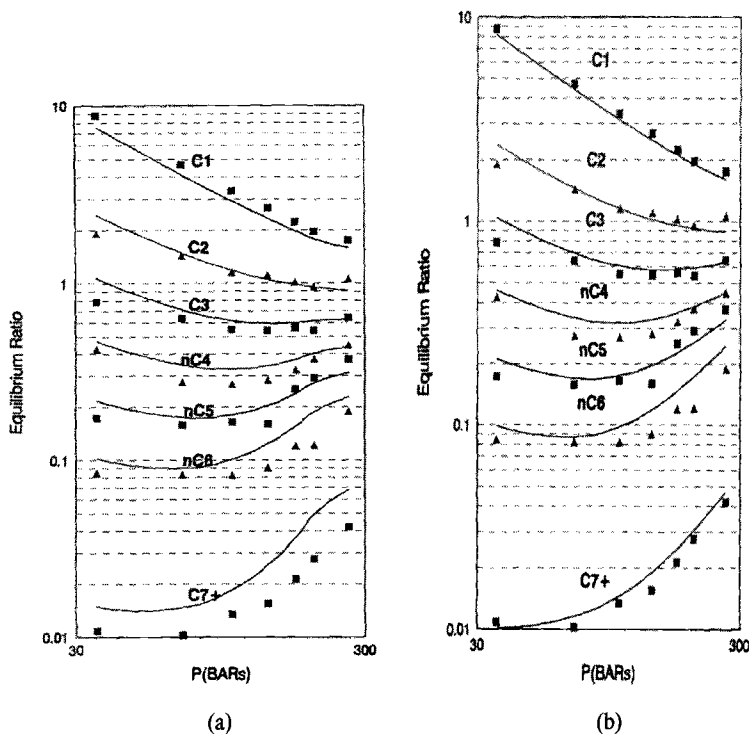 10
C1
C2
1
C3
nC4
nC5
nC6
0.1
C7+
0.01
30
300
P(BARs)
Equilibrium Ratio
(a)
10
C1
C2
1
C3
nC4
nC5
nC6
0.1
C7+
0.01
30
300
P(BARs)
Equilibrium Ratio
(b)